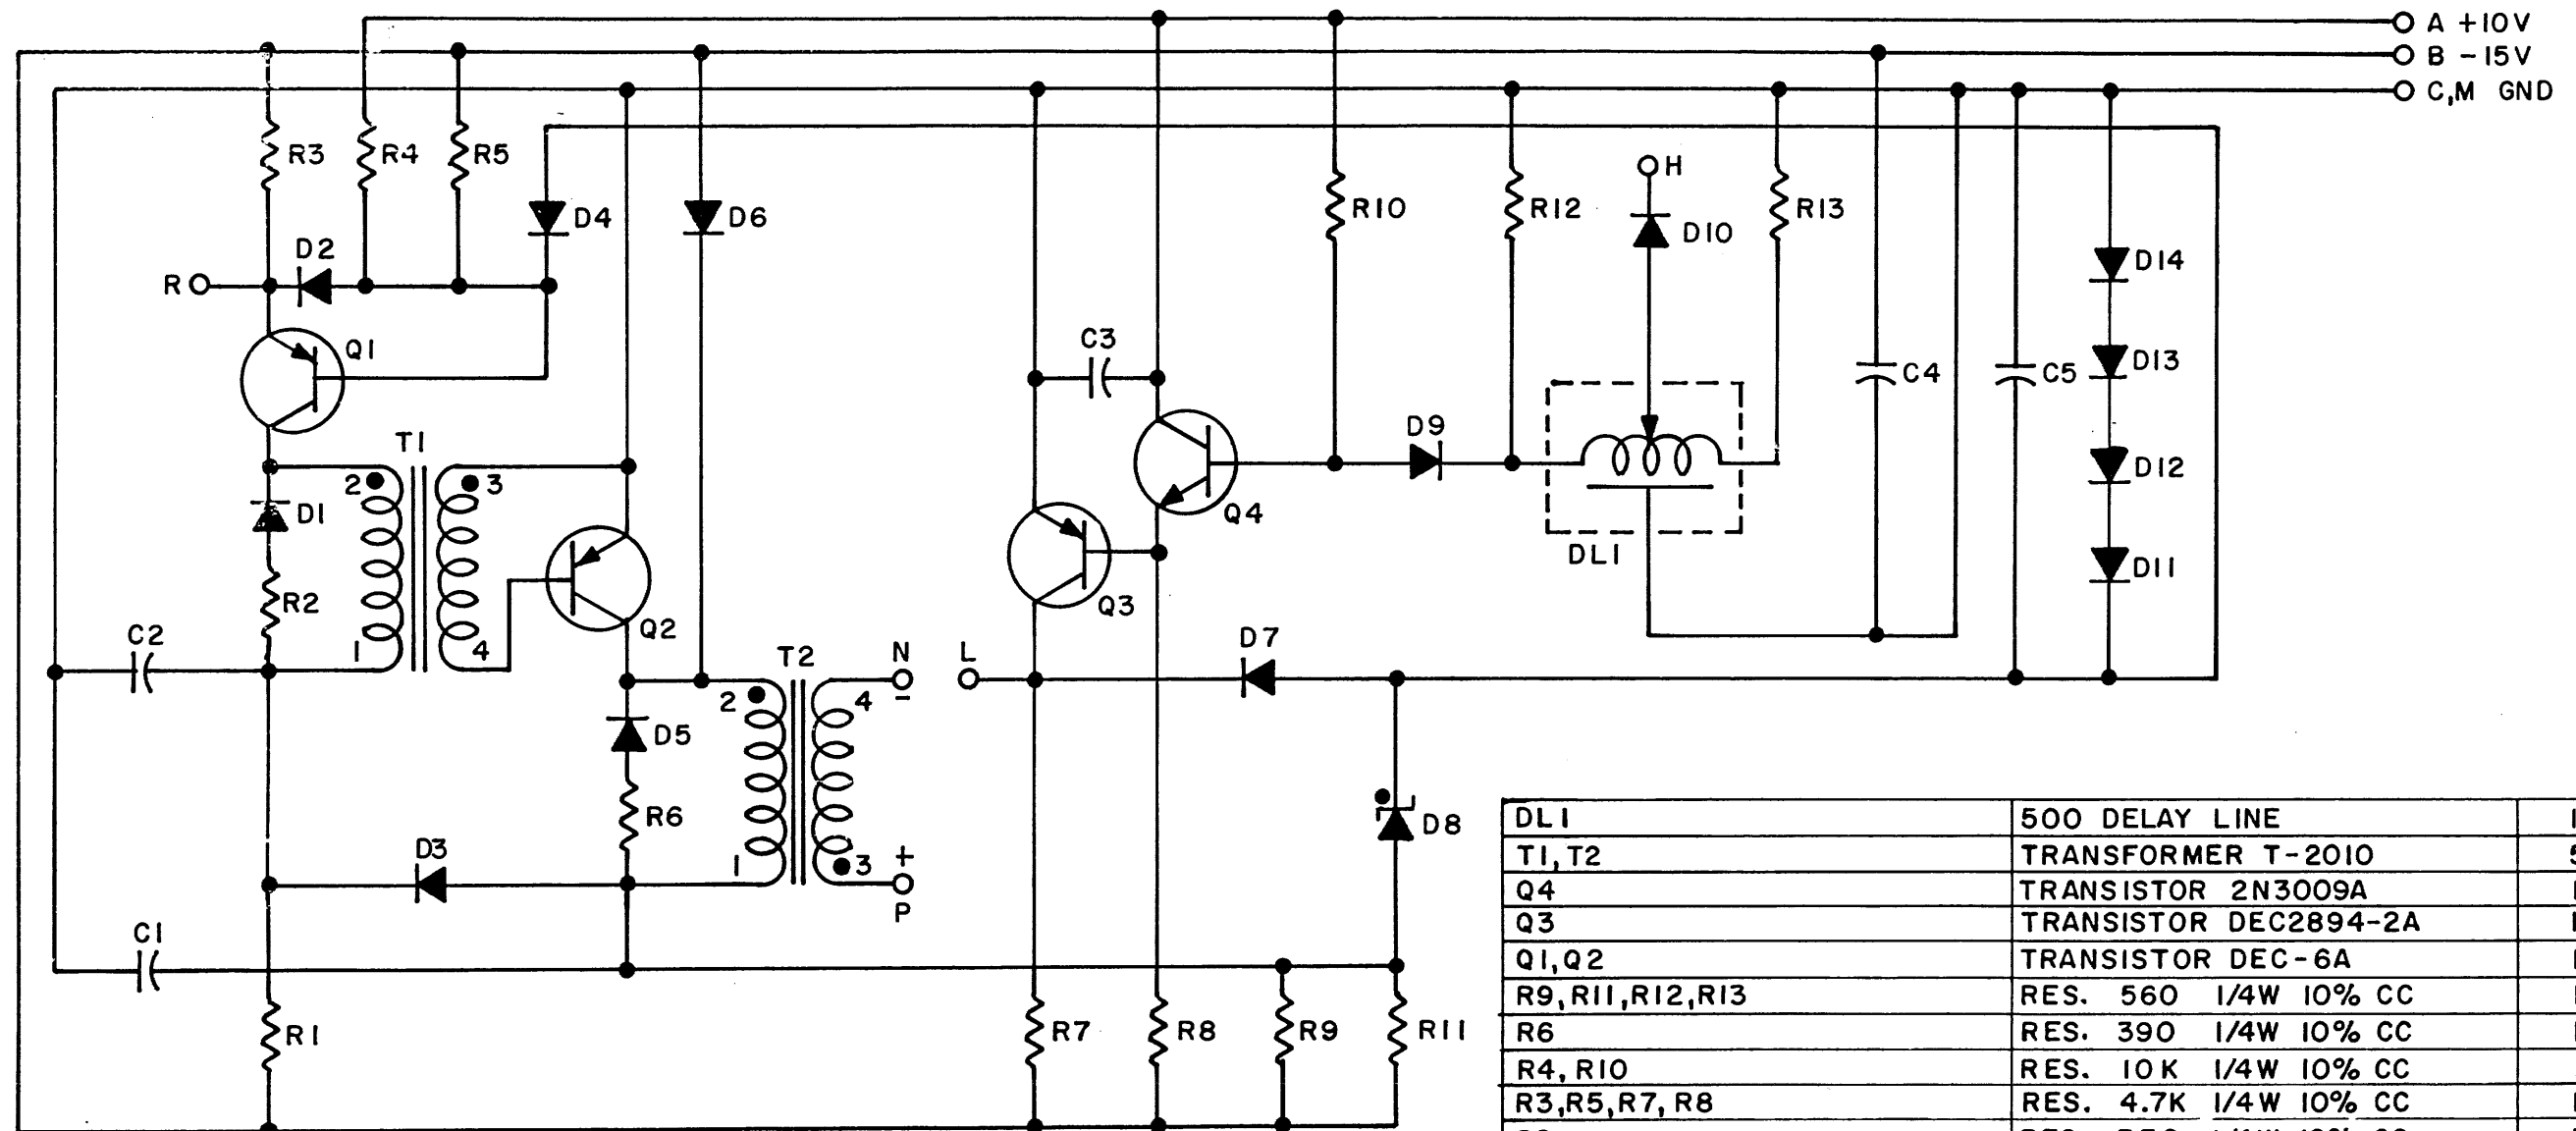 A +10V
B -15V
C,M GND
R3
R4
R5
D4
D6
R10
R12
H
D10
R13
D2
R
Q1
D14
D13
C3
C4
C5
T1
D9
D12
2
3
D1
Q4
DL1
D11
R2
Q2
Q3
C2
1
4
T2
N
L
D7
2
4
-
D5
R6
D8
D3
1
3
+
P
C1
R1
R7
R8
R9
R11
DL1 500 DELAY LINE
T1,T2 TRANSFORMER T-2010
Q4 TRANSISTOR 2N3009A
Q3 TRANSISTOR DEC2894-2A
Q1,Q2 TRANSISTOR DEC-6A
R9,R11,R12,R13 RES. 560 1/4W 10% CC
R6 RES. 390 1/4W 10% CC
R4,R10 RES. 10K 1/4W 10% CC
R3,R5,R7,R8 RES. 4.7K 1/4W 10% CC